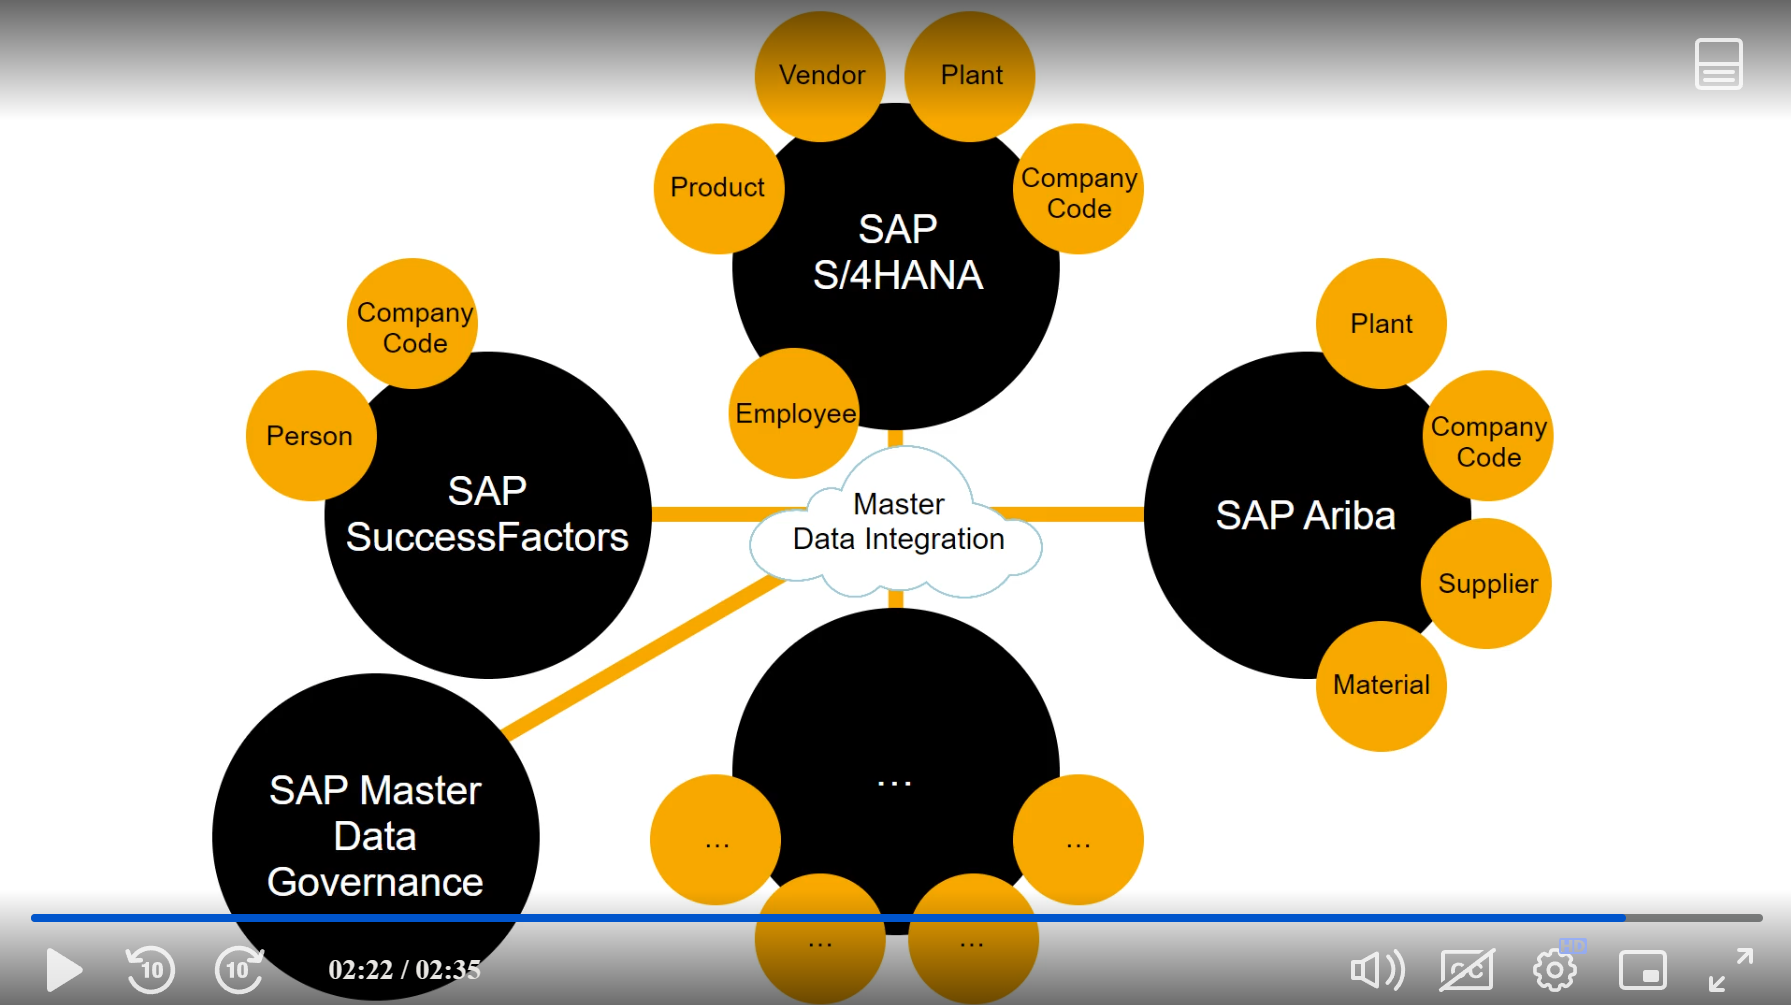 Vendor
Plant
Product
Company
Code
SAP
S/4HANA
Employee
Company
Code
Person
SAP
SuccessFactors
Master
Data Integration
Plant
Company
Code
SAP Ariba
Supplier
Material
SAP Master
Data
Governance
...
...
...
...
...
10
10
02:22 / 02:35
CC
HD